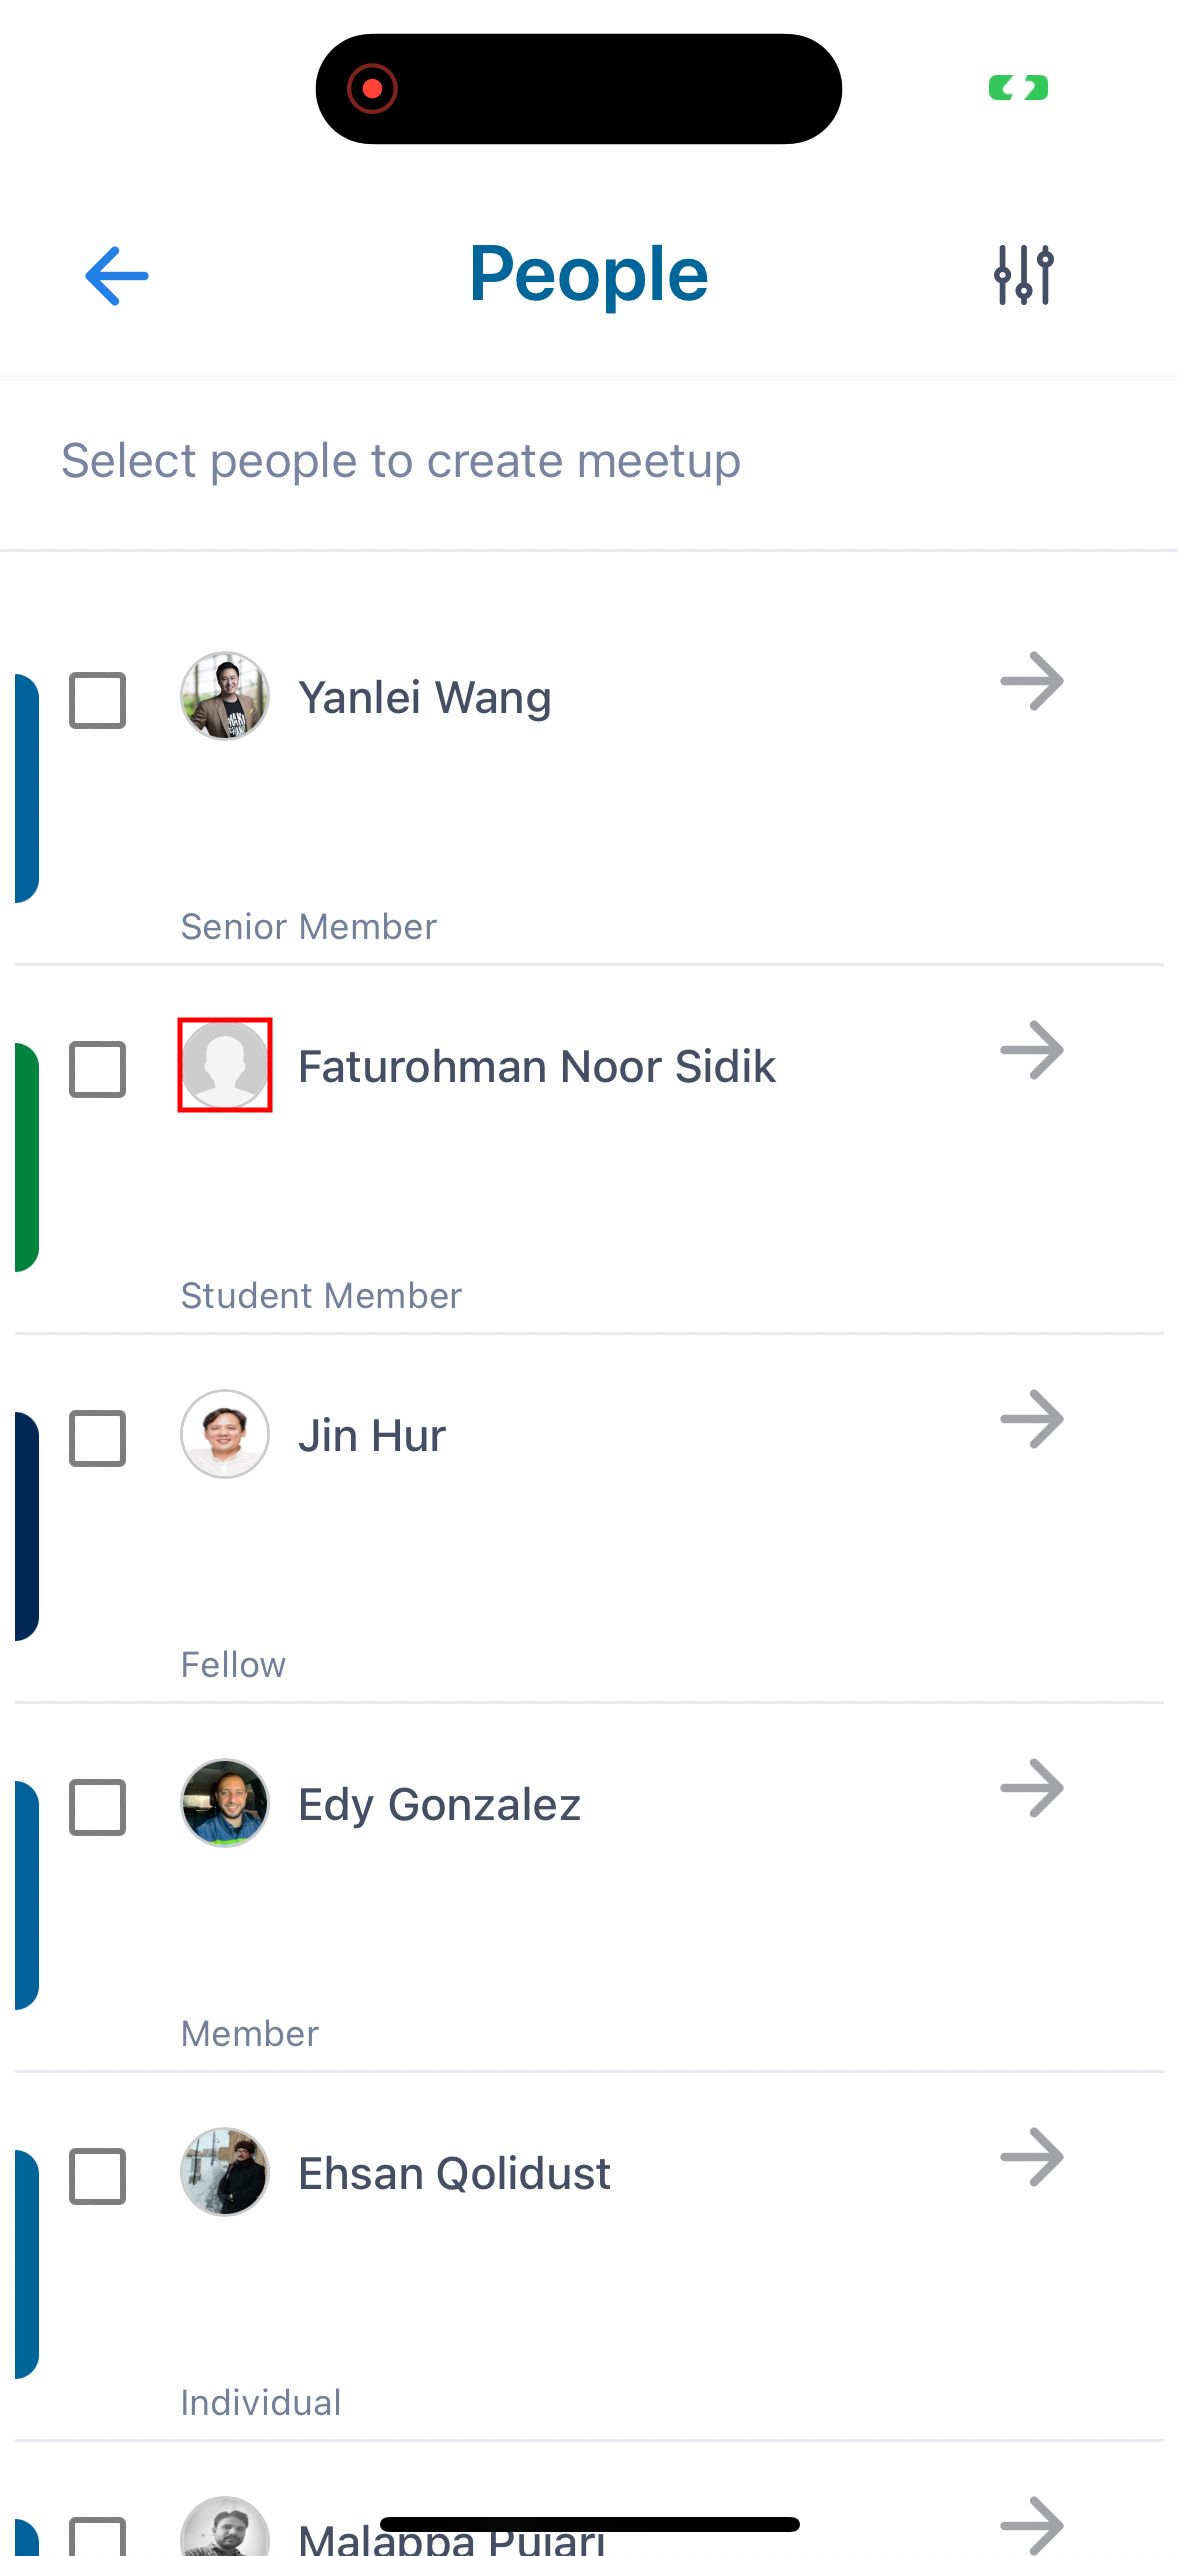 People
Select people to create meetup
Yanlei Wang
Senior Member
Faturohman Noor Sidik
Student Member
Jin Hur
Fellow
Edy Gonzalez
Member
Ehsan Qolidust
Individual
Malappa Pujari